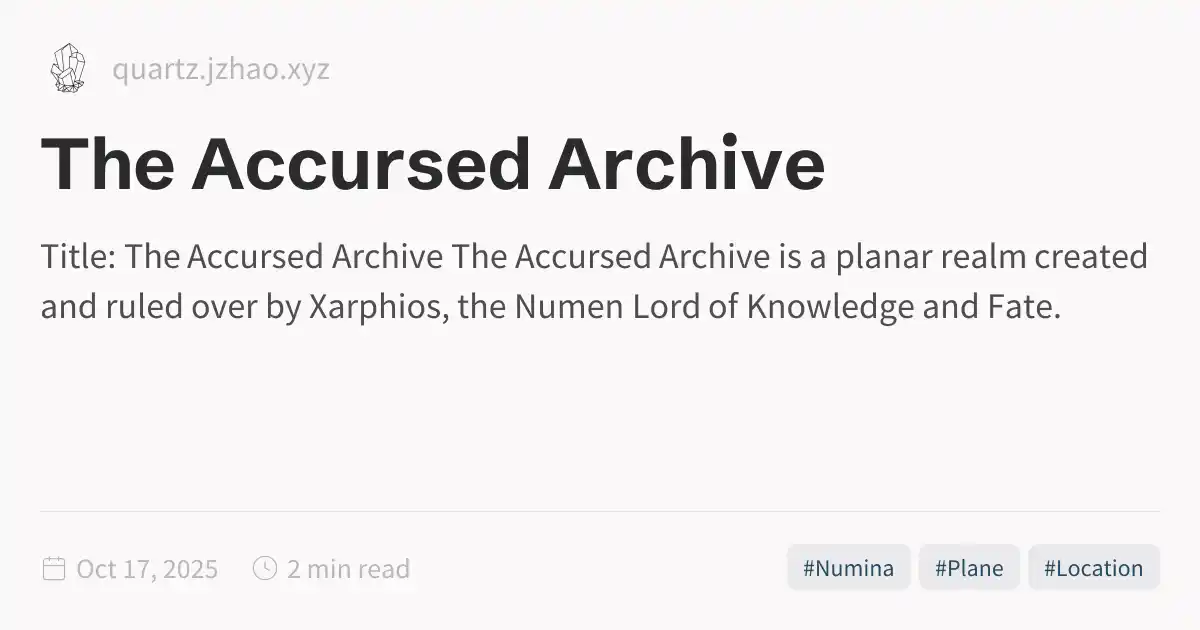 quartz.jzhao.xyz
The Accursed Archive
Title: The Accursed Archive The Accursed Archive is a planar realm created
and ruled over by Xarphios, the Numen Lord of Knowledge and Fate.
Oct 17, 2025 2 min read #Numina #Plane #Location